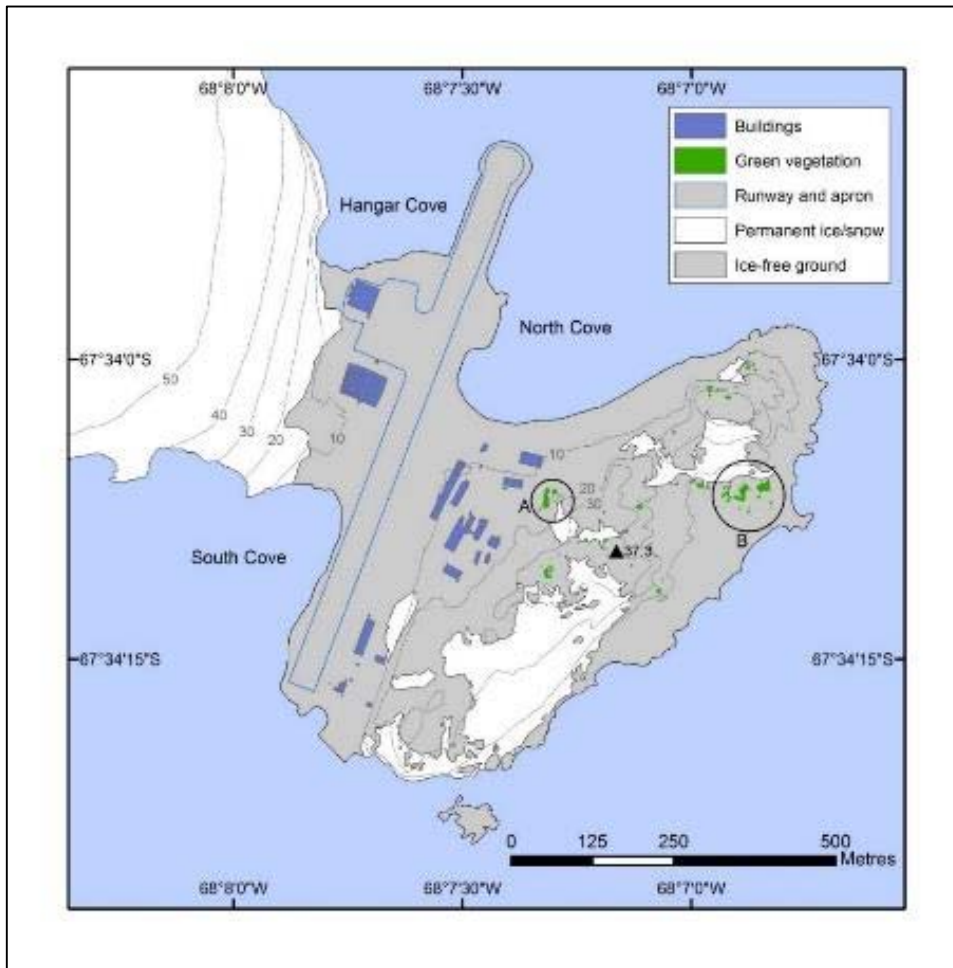 68°8'0"W 68°7'30"W 68°7'0"W
Buildings
Green vegetation
Runway and apron
Permanent ice/snow
Ice-free ground
Hangar Cove
North Cove
67°34'0"S 67°34'0"S
50
40
30
20
10
10
20
30
A
B
37.3
South Cove
67°34'15"S 67°34'15"S
0 125 250 500
Metres
68°8'0"W 68°7'30"W 68°7'0"W